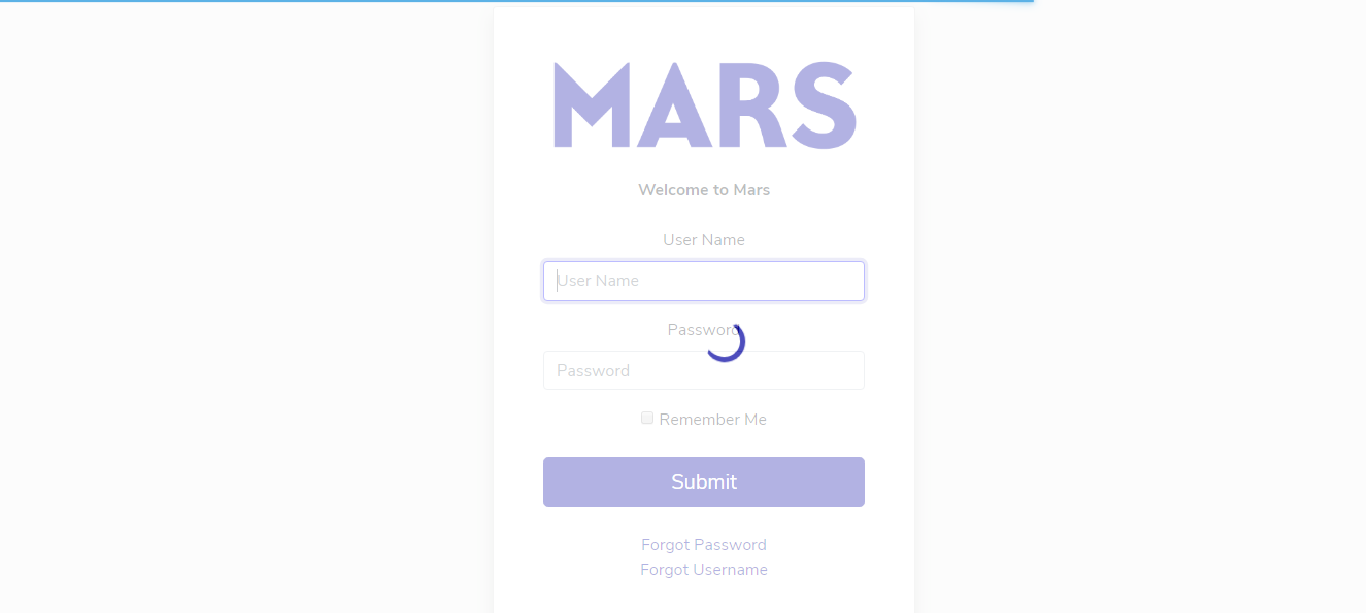 MARS
Welcome to Mars
User Name
User Name
Password
Password
Remember Me
Submit
Forgot Password
Forgot Username